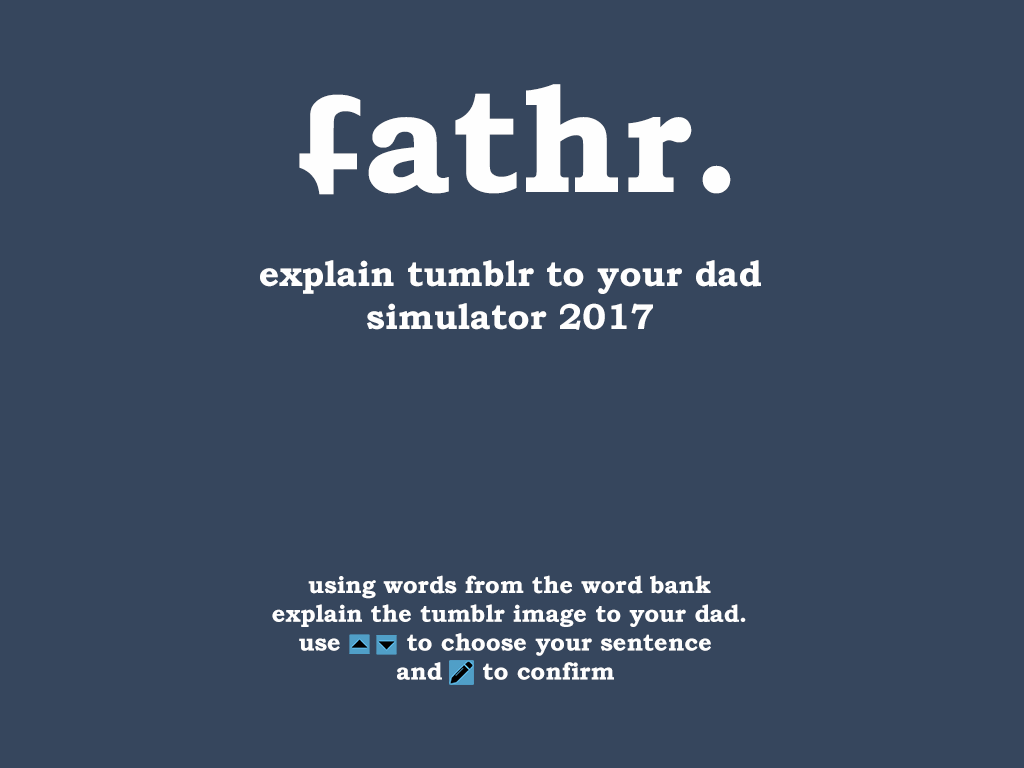 fathr.
explain tumblr to your dad
simulator 2017
using words from the word bank
explain the tumblr image to your dad.
use to choose your sentence
and to confirm